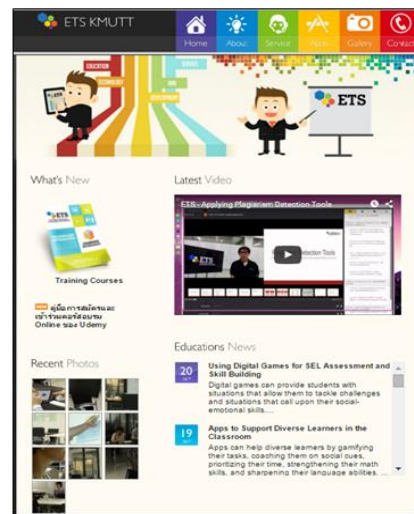 ETS KMUTT
Home
About
Service
Apps
Gallery
Contact
EDUCATION
SERVICE
TECHNOLOGY
AND
DEVELOPMENT
ETS
What's New
Latest Video
ETS
Training Courses
ETS - Applying Plagiarism Detection Tools
ETS
คู่มือการสมัครและ
เข้าร่วมคอร์สอบรม
Online ของ Udemy
Recent Photos
Educations News
20
Using Digital Games for SEL Assessment and
Skill Building
Digital games can provide students with
situations that allow them to tackle challenges
and situations that call upon their social-
emotional skills....
19
Apps to Support Diverse Learners in the
Classroom
Apps can help diverse learners by gamifying
their tasks, coaching them on social cues,
prioritizing their time, strengthening their math
skills, and sharpening their language abilities. ...